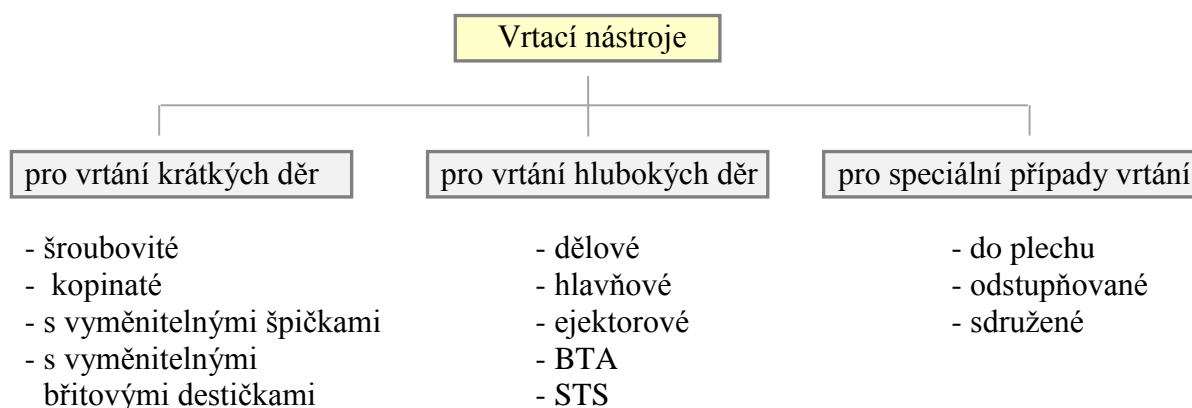 Vrtací nástroje
pro vrtání krátkých děr
- šroubovité
- kopinaté
- s vyměnitelnými špičkami
- s vyměnitelnými
břitovými destičkami
pro vrtání hlubokých děr
- dělové
- hlavňové
- ejektorové
- BTA
- STS
pro speciální případy vrtání
- do plechu
- odstupňované
- sdružené